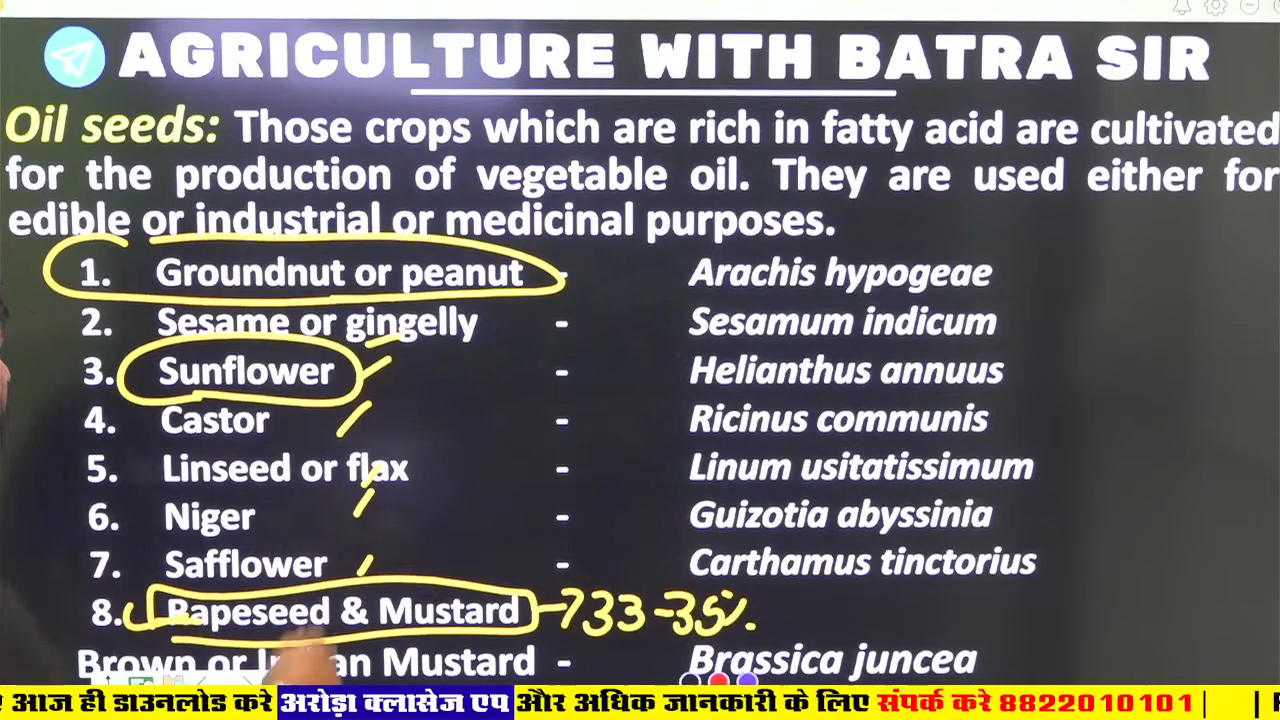 AGRICULTURE WITH BATRA SIR
Oil seeds: Those crops which are rich in fatty acid are cultivated
for the production of vegetable oil. They are used either for
edible or industrial or medicinal purposes.
1. Groundnut or peanut - Arachis hypogeae
2. Sesame or gingelly - Sesamum indicum
3. Sunflower - Helianthus annuus
4. Castor - Ricinus communis
5. Linseed or flax - Linum usitatissimum
6. Niger - Guizotia abyssinia
7. Safflower - Carthamus tinctorius
8. Rapeseed & Mustard 33-35%.
Brown or Indian Mustard - Brassica juncea
आज ही डाउनलोड करे अरोड़ा क्लासेज एप और अधिक जानकारी के लिए संपर्क करे 8822010101